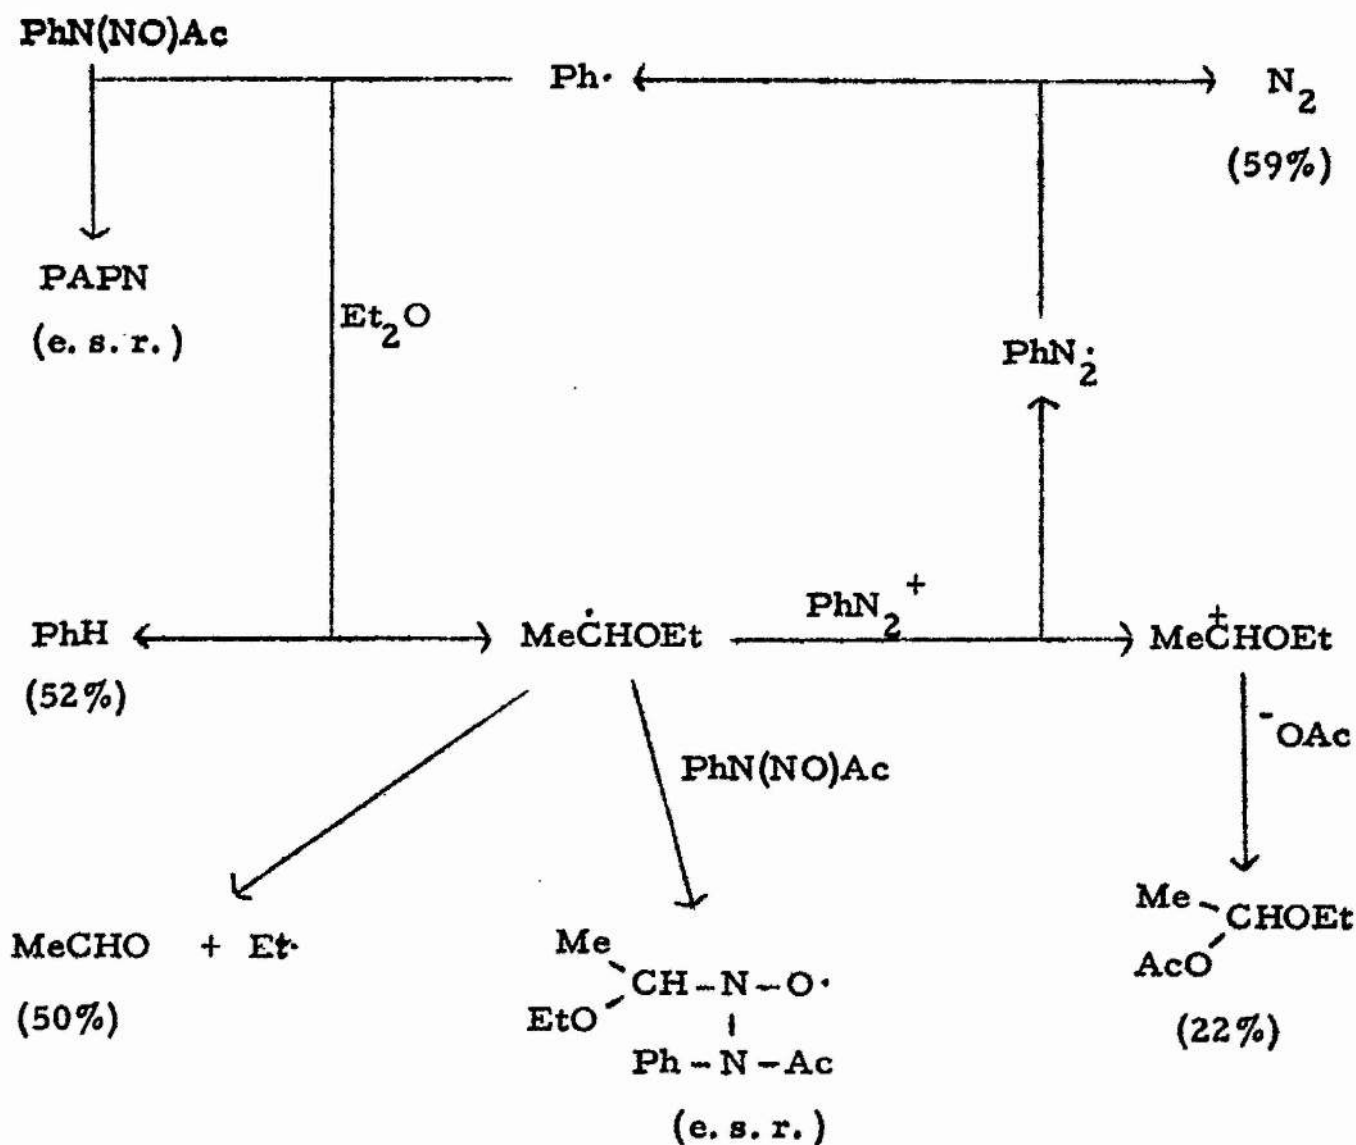 PhN(NO)Ac
Ph· N₂
(59%)
PAPN
(e.s.r.)
Et₂O
PhN₂·
PhN₂⁺
PhH MeĊHOEt MeC⁺HOEt
(52%)
⁻OAc
PhN(NO)Ac
MeCHO + Et·
(50%)
Me
CH-N-O·
EtO
Ph-N-Ac
(e.s.r.)
Me
CHOEt
AcO
(22%)